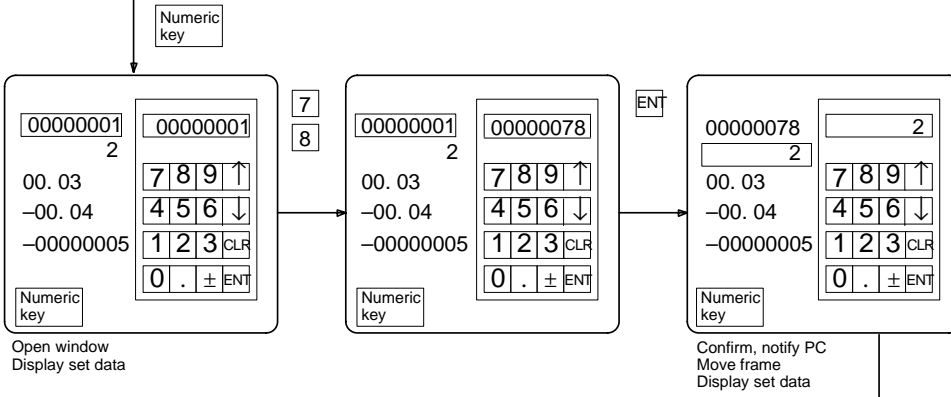 Numeric
key
00000001
2
00. 03
–00. 04
–00000005
Numeric
key
00000001
7 8 9 ↑
4 5 6 ↓
1 2 3 CLR
0 . ± ENT
Open window
Display set data
7
8
00000001
2
00. 03
–00. 04
–00000005
Numeric
key
00000078
7 8 9 ↑
4 5 6 ↓
1 2 3 CLR
0 . ± ENT
ENT
00000078
2
00. 03
–00. 04
–00000005
Numeric
key
2
7 8 9 ↑
4 5 6 ↓
1 2 3 CLR
0 . ± ENT
Confirm, notify PC
Move frame
Display set data